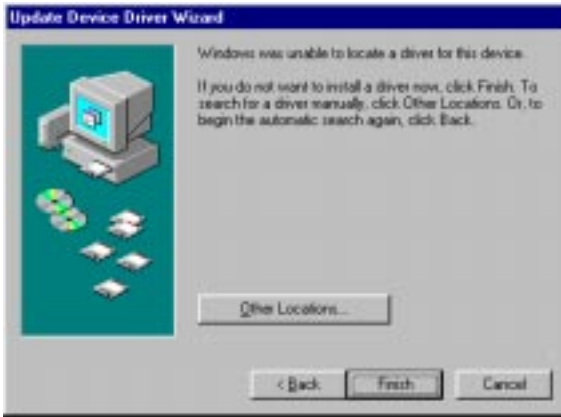 Update Device Driver Wizard
Windows was unable to locate a driver for this device.
If you do not want to install a driver now, click Finish. To
search for a driver manually, click Other Locations. Or, to
begin the automatic search again, click Back.
Other Locations...
< Back
Finish
Cancel